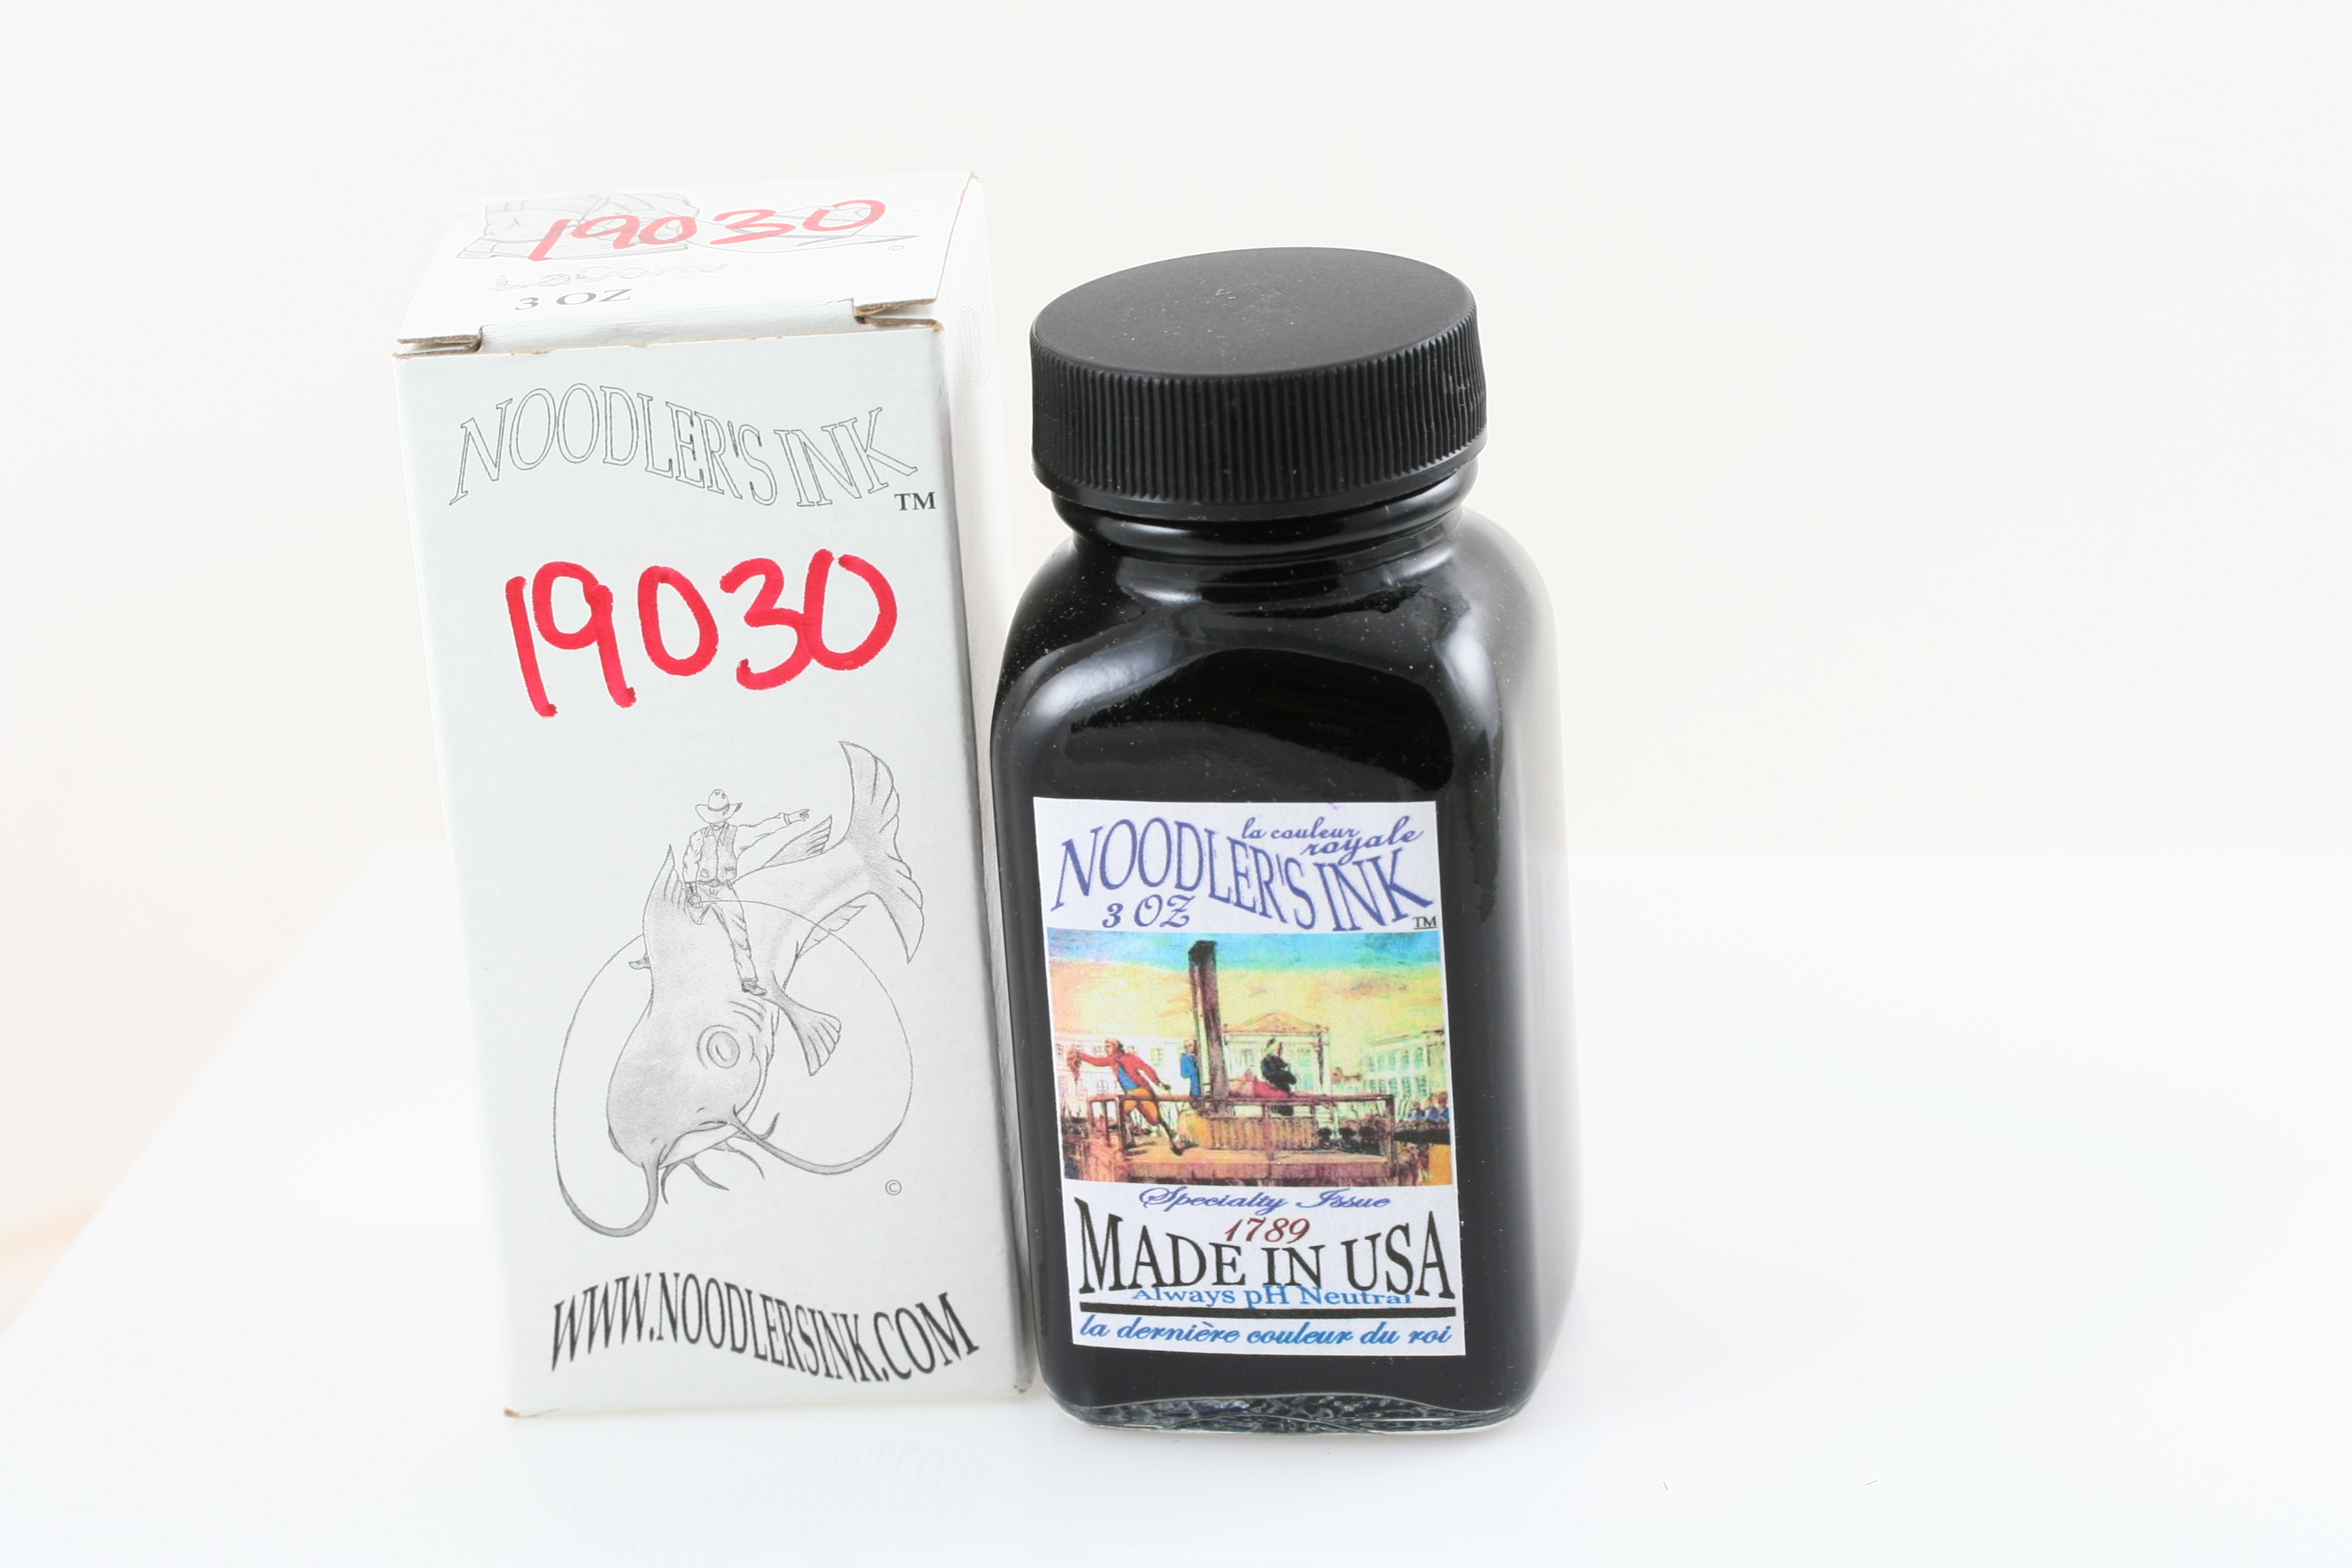 19030
3 OZ
NOODLER'S INK
TM
19030
©
WWW.NOODLERSINK.COM
la couleur
royale
NOODLER'S INK
3 OZ
TM
Specialty Issue
1789
MADE IN USA
Always pH Neutral
la dernière couleur du roi